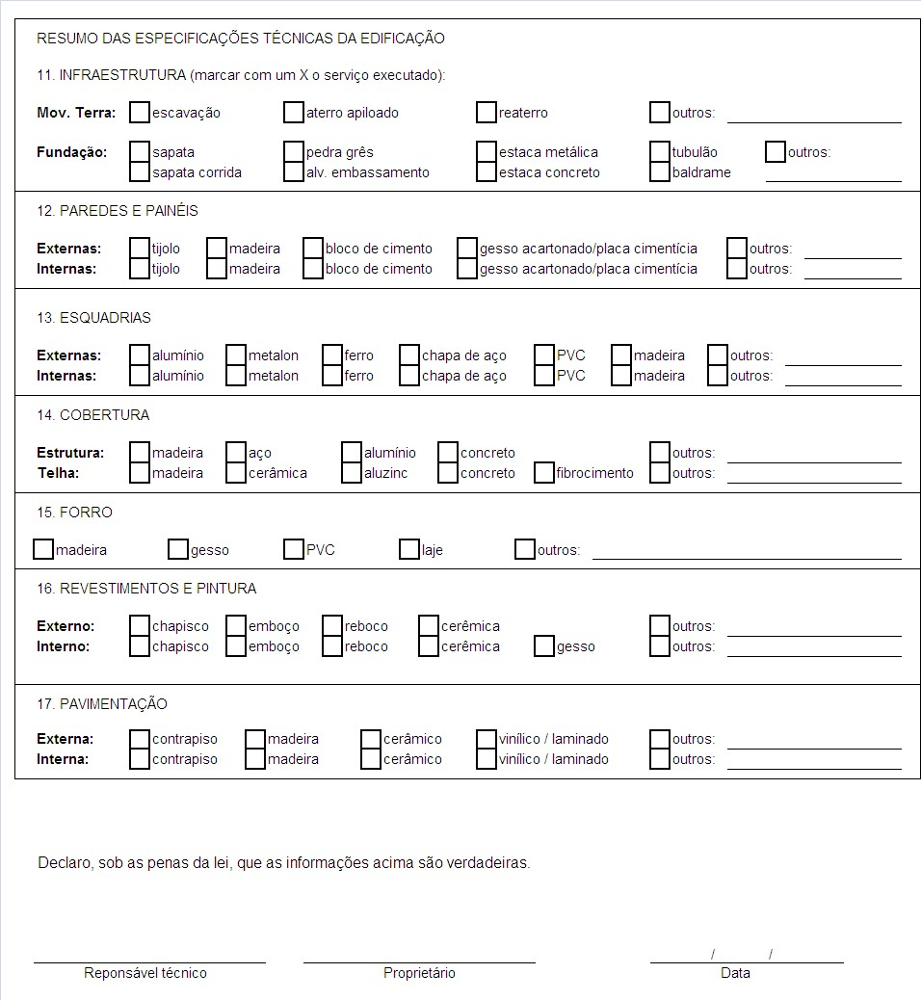 RESUMO DAS ESPECIFICAÇÕES TÉCNICAS DA EDIFICAÇÃO
11. INFRAESTRUTURA (marcar com um X o serviço executado):
Mov. Terra: escavação aterro apiloado reaterro outros:
Fundação: sapata pedra grês estaca metálica tubulão outros:
sapata corrida alv. embassamento estaca concreto baldrame
12. PAREDES E PAINÉIS
Externas: tijolo madeira bloco de cimento gesso acartonado/placa cimentícia outros:
Internas: tijolo madeira bloco de cimento gesso acartonado/placa cimentícia outros:
13. ESQUADRIAS
Externas: alumínio metalon ferro chapa de aço PVC madeira outros:
Internas: alumínio metalon ferro chapa de aço PVC madeira outros:
14. COBERTURA
Estrutura: madeira aço alumínio concreto outros:
Telha: madeira cerâmica aluzinc concreto fibrocimento outros:
15. FORRO
madeira gesso PVC laje outros:
16. REVESTIMENTOS E PINTURA
Externo: chapisco emboço reboco cerêmica outros:
Interno: chapisco emboço reboco cerêmica gesso outros:
17. PAVIMENTAÇÃO
Externa: contrapiso madeira cerâmico vinílico / laminado outros:
Interna: contrapiso madeira cerâmico vinílico / laminado outros:
Declaro, sob as penas da lei, que as informações acima são verdadeiras.
/ /
Reponsável técnico Proprietário Data